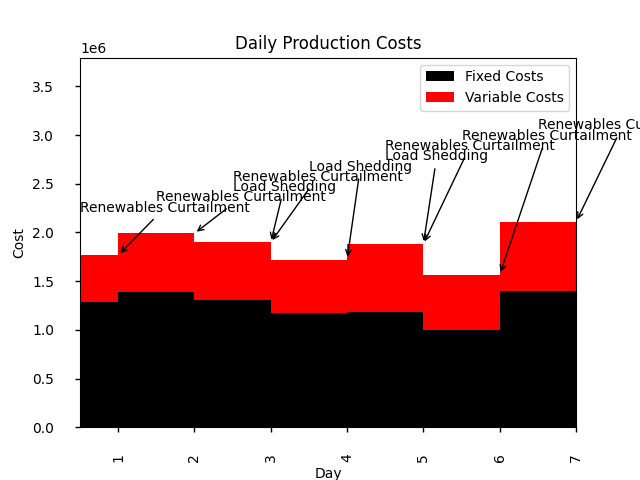 Daily Production Costs
1e6
Fixed Costs
Variable Costs
3.5
3.0
2.5
2.0
1.5
1.0
0.5
0.0
Cost
Renewables Curtailment
Renewables Curtailment
Renewables Curtailment
Load Shedding
Load Shedding
Renewables Curtailment
Load Shedding
Renewables Curtailment
Renewables Cu
1
2
3
4
5
6
7
Day